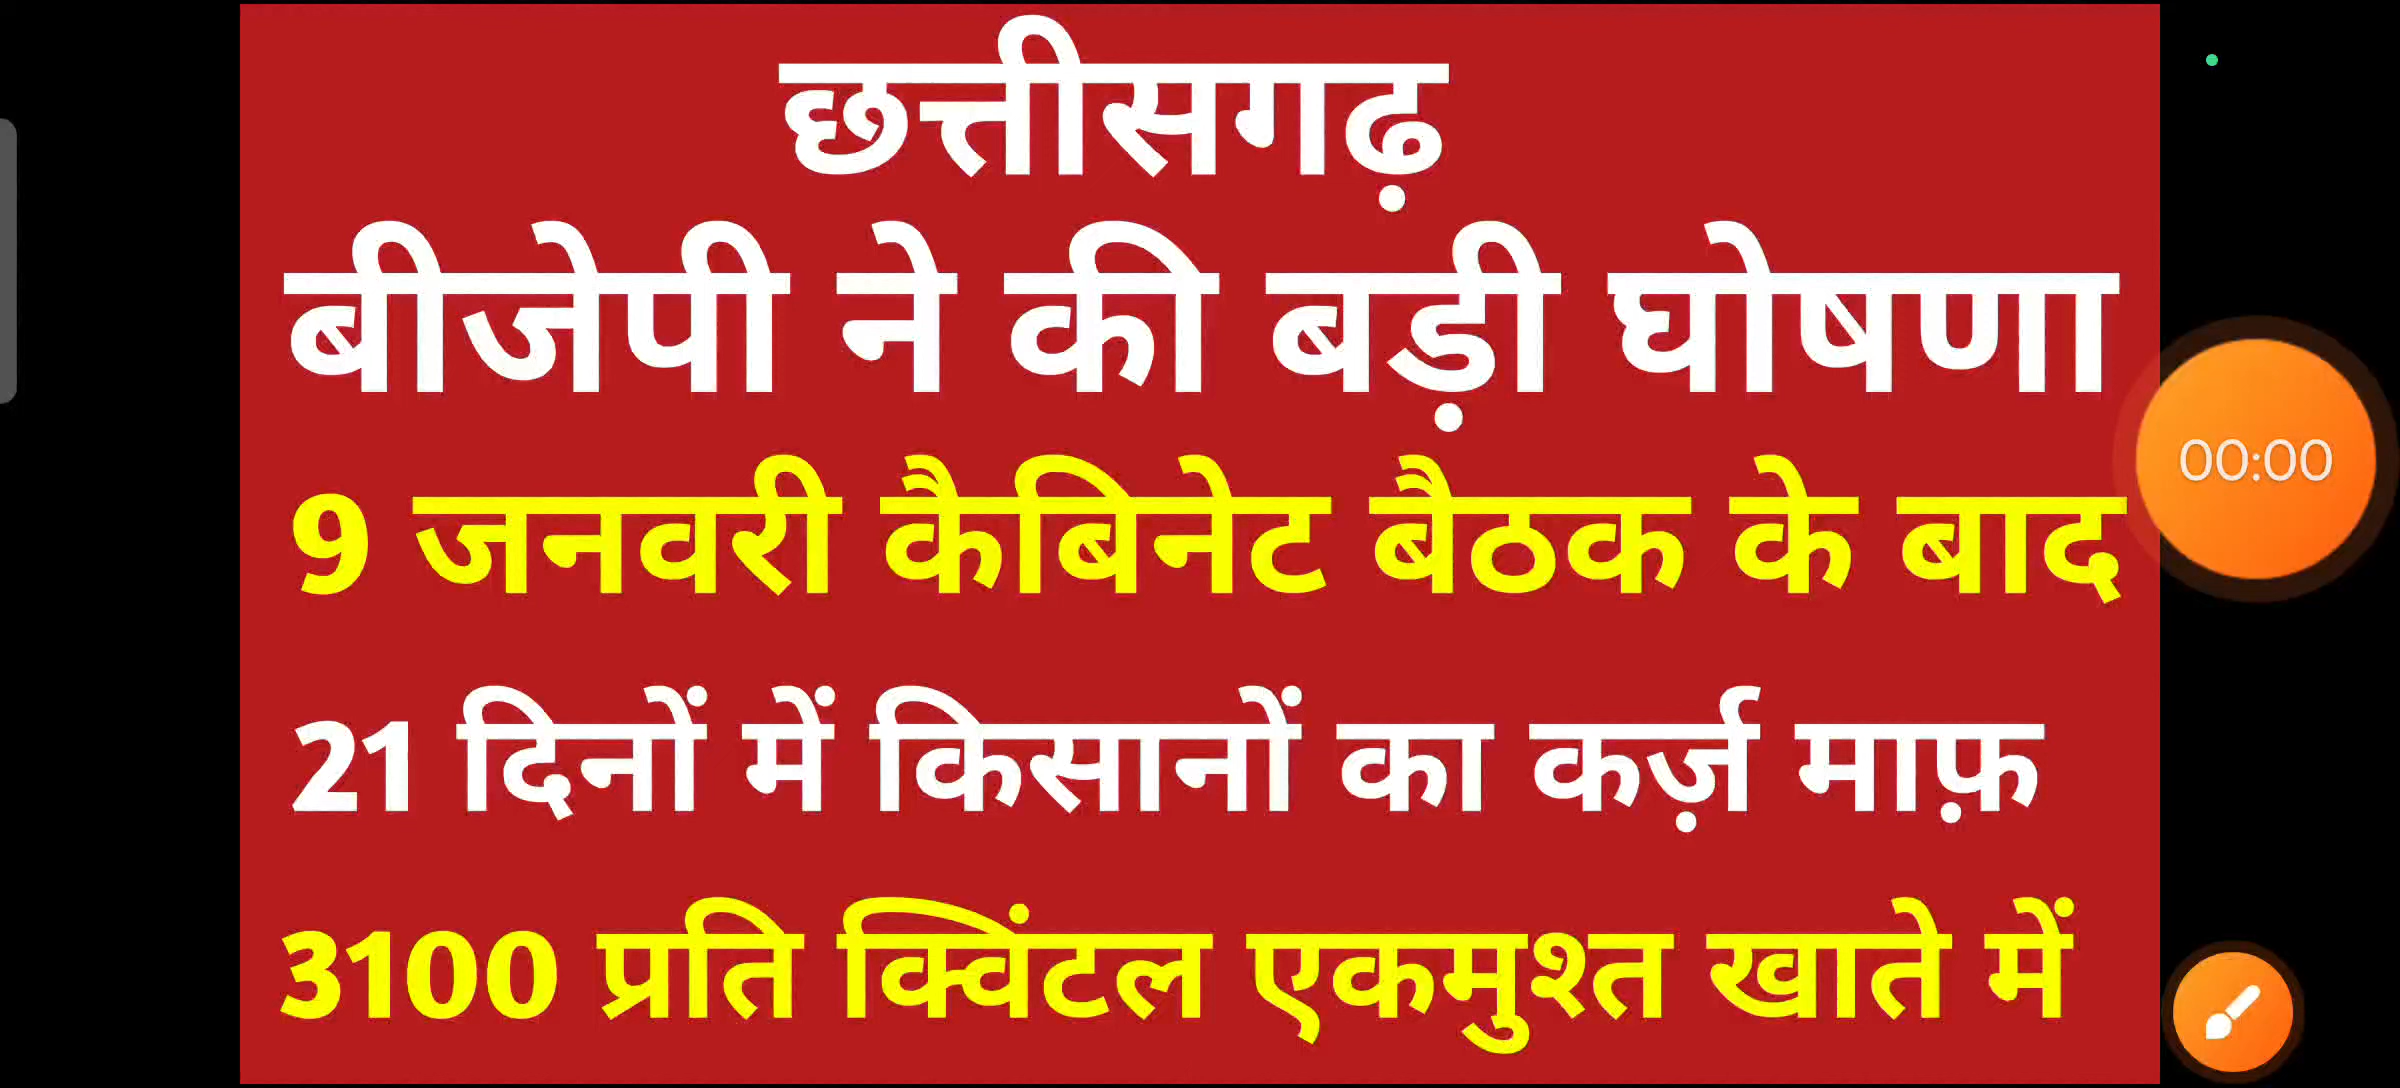 छत्तीसगढ़
बीजेपी ने की बड़ी घोषणा
9 जनवरी कैबिनेट बैठक के बाद
00:00
21 दिनों में किसानों का कर्ज़ माफ़
3100 प्रति क्विंटल एकमुश्त खाते में